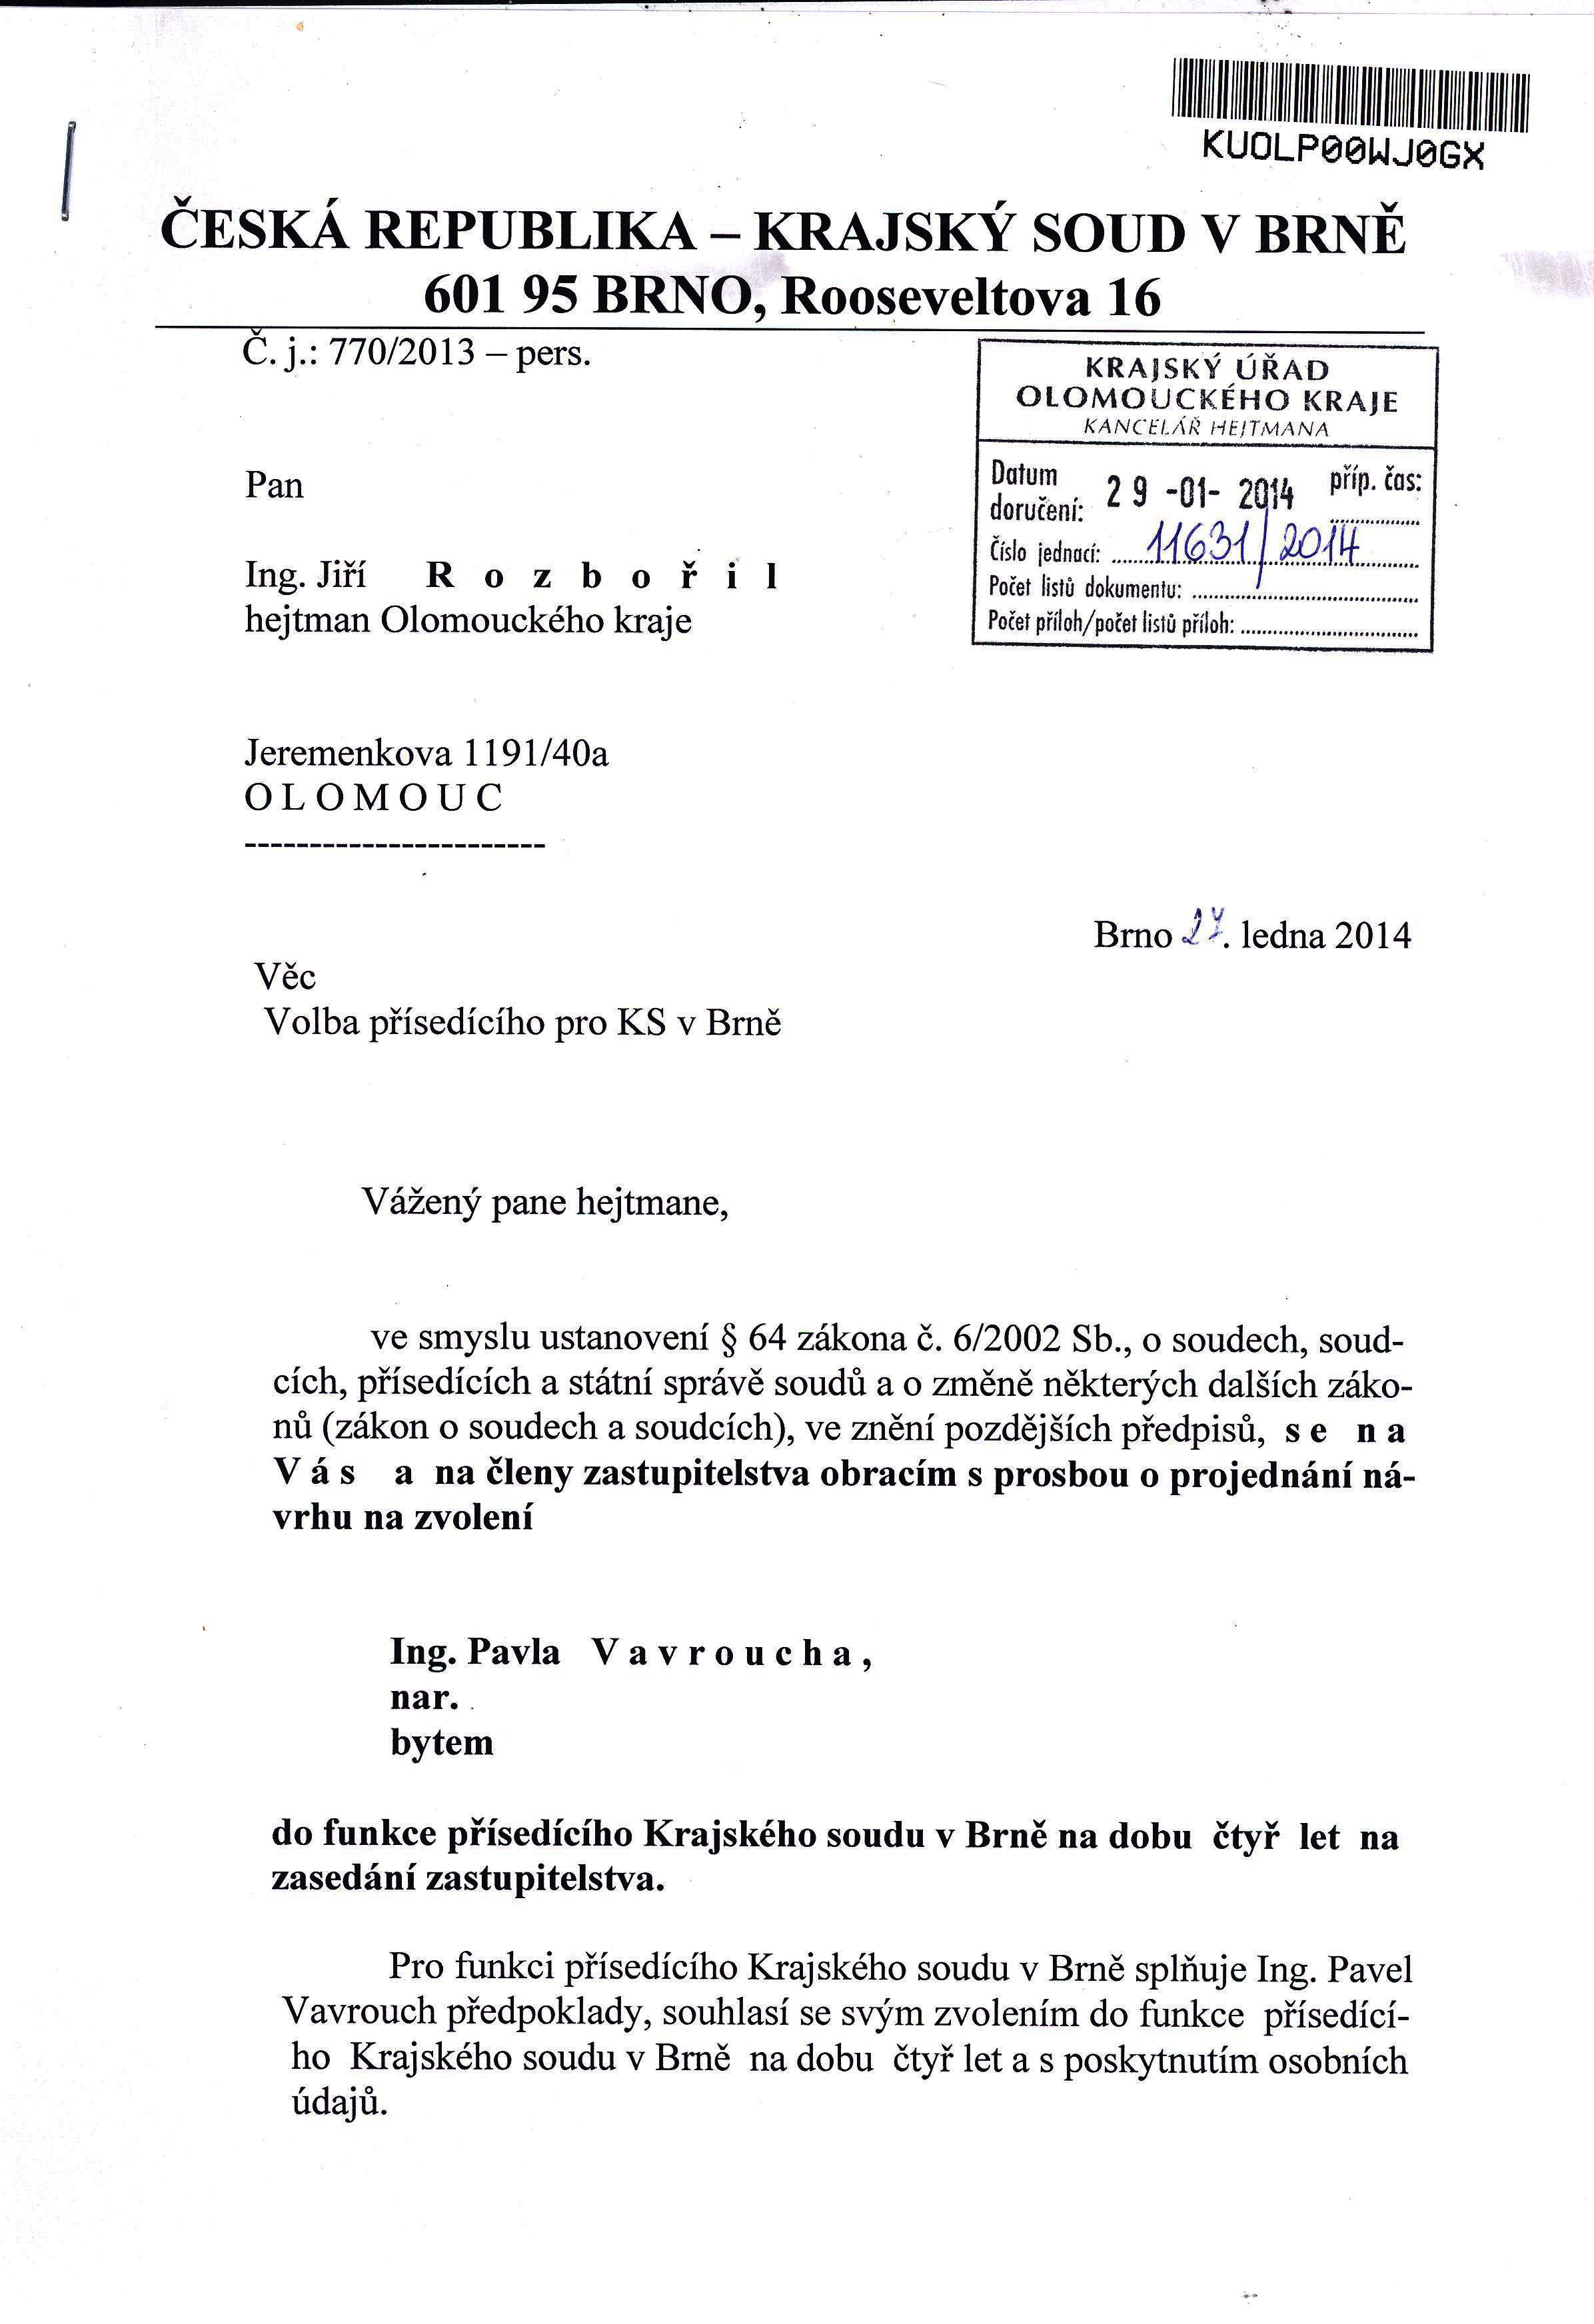 KUOLP00WJ0GX
ČESKÁ REPUBLIKA – KRAJSKÝ SOUD V BRNĚ
601 95 BRNO, Rooseveltova 16
Č. j.: 770/2013 – pers.
KRAJSKÝ ÚŘAD
OLOMOUCKÉHO KRAJE
KANCELÁŘ HEJTMANA
Datum doručení: 29 -01- 2014 příp. čas: ...............
Číslo jednací: 11631/2014
Počet listů dokumentu: ...............
Počet příloh/počet listů příloh: ...............
Pan
Ing. Jiří R o z b o ř i l
hejtman Olomouckého kraje
Jeremenkova 1191/40a
O L O M O U C
-----------------------
Brno 27. ledna 2014
Věc
Volba přísedícího pro KS v Brně
Vážený pane hejtmane,
ve smyslu ustanovení § 64 zákona č. 6/2002 Sb., o soudech, soud-
cích, přísedících a státní správě soudů a o změně některých dalších záko-
nů (zákon o soudech a soudcích), ve znění pozdějších předpisů, s e n a
V á s a na členy zastupitelstva obracím s prosbou o projednání ná-
vrhu na zvolení
Ing. Pavla V a v r o u c h a ,
nar.
bytem
do funkce přísedícího Krajského soudu v Brně na dobu čtyř let na
zasedání zastupitelstva.
Pro funkci přísedícího Krajského soudu v Brně splňuje Ing. Pavel
Vavrouch předpoklady, souhlasí se svým zvolením do funkce přísedící-
ho Krajského soudu v Brně na dobu čtyř let a s poskytnutím osobních
údajů.